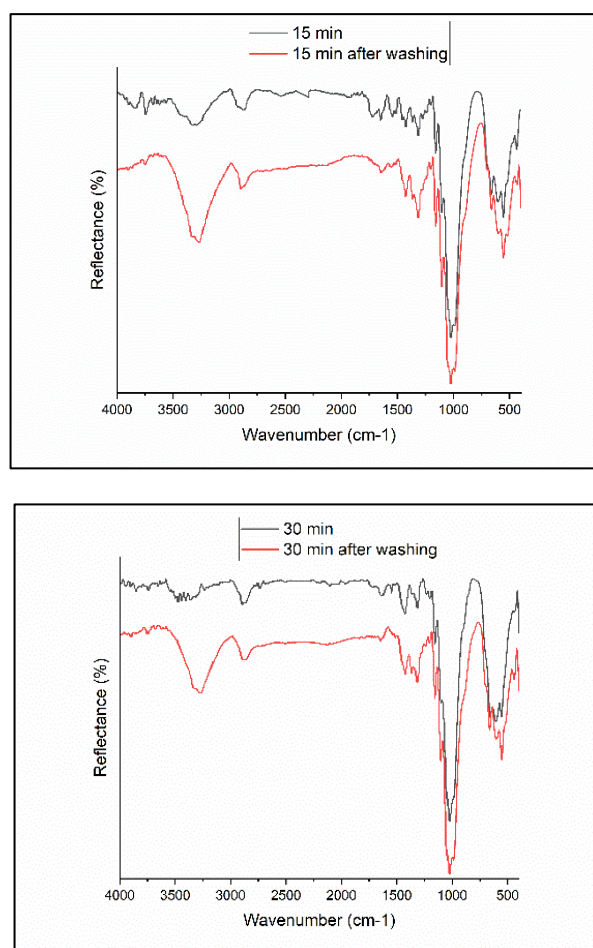 15 min
15 min after washing
Reflectance (%)
4000 3500 3000 2500 2000 1500 1000 500
Wavenumber (cm-1)
30 min
30 min after washing
Reflectance (%)
4000 3500 3000 2500 2000 1500 1000 500
Wavenumber (cm-1)